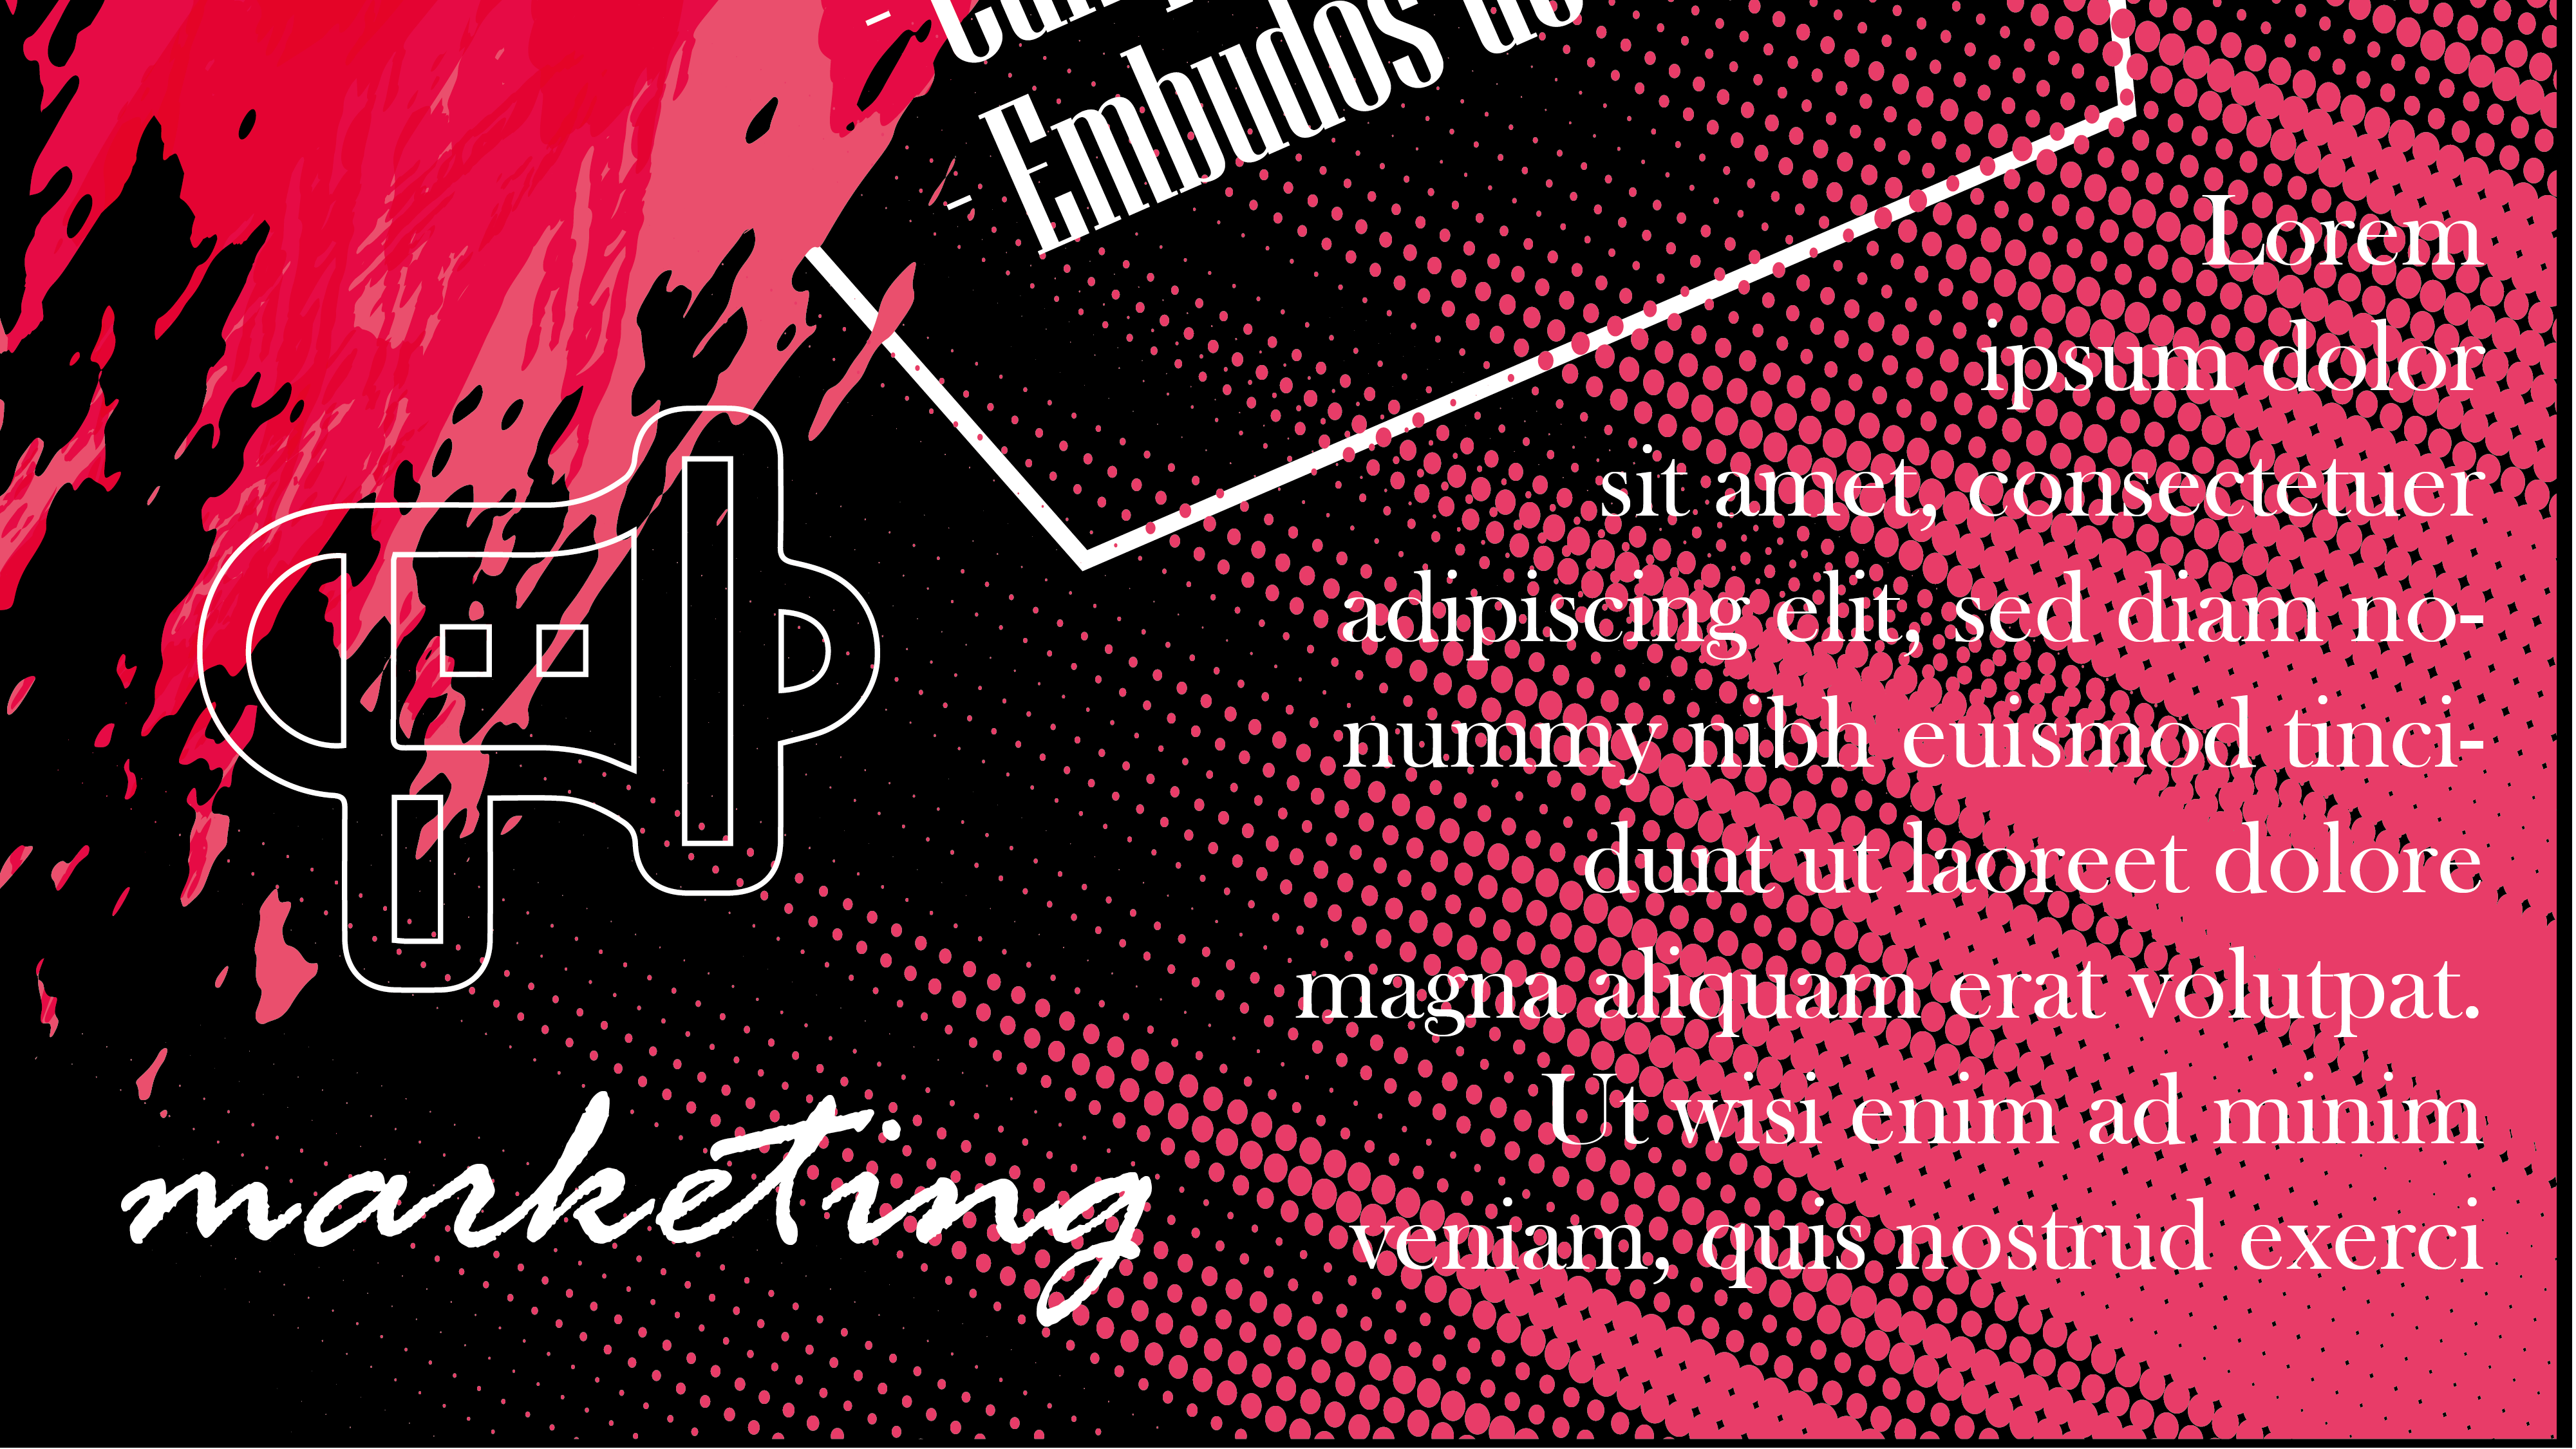 - Embudos
Lorem
ipsum dolor
sit amet, consectetuer
adipiscing elit, sed diam no-
nummy nibh euismod tinci-
dunt ut laoreet dolore
magna aliquam erat volutpat.
Ut wisi enim ad minim
veniam, quis nostrud exerci
marketing